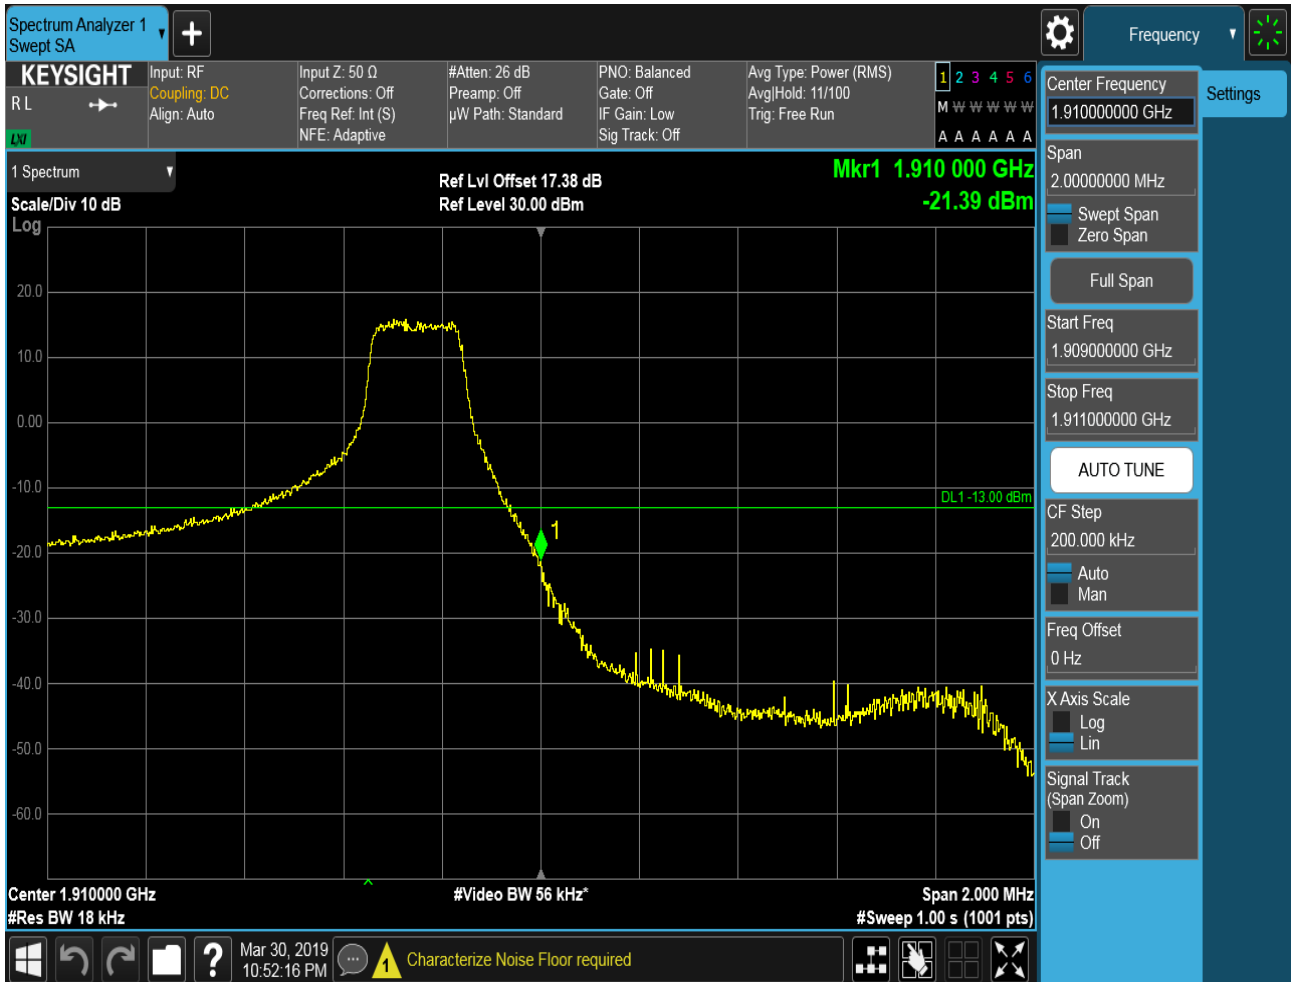 Spectrum Analyzer 1
Swept SA
Frequency
KEYSIGHT
R L
LXI
Input: RF
Coupling: DC
Align: Auto
Input Z: 50 Ω
Corrections: Off
Freq Ref: Int (S)
NFE: Adaptive
#Atten: 26 dB
Preamp: Off
µW Path: Standard
PNO: Balanced
Gate: Off
IF Gain: Low
Sig Track: Off
Avg Type: Power (RMS)
Avg|Hold: 11/100
Trig: Free Run
1 2 3 4 5 6
M W W W W W
A A A A A A
1 Spectrum
Scale/Div 10 dB
Log
Ref Lvl Offset 17.38 dB
Ref Level 30.00 dBm
Mkr1 1.910 000 GHz
-21.39 dBm
20.0
10.0
0.00
-10.0
-20.0
-30.0
-40.0
-50.0
-60.0
DL1 -13.00 dBm
1
Center 1.910000 GHz
#Res BW 18 kHz
#Video BW 56 kHz*
Span 2.000 MHz
#Sweep 1.00 s (1001 pts)
Center Frequency
1.910000000 GHz
Settings
Span
2.00000000 MHz
Swept Span
Zero Span
Full Span
Start Freq
1.909000000 GHz
Stop Freq
1.911000000 GHz
AUTO TUNE
CF Step
200.000 kHz
Auto
Man
Freq Offset
0 Hz
X Axis Scale
Log
Lin
Signal Track
(Span Zoom)
On
Off
?
Mar 30, 2019
10:52:16 PM
1
Characterize Noise Floor required